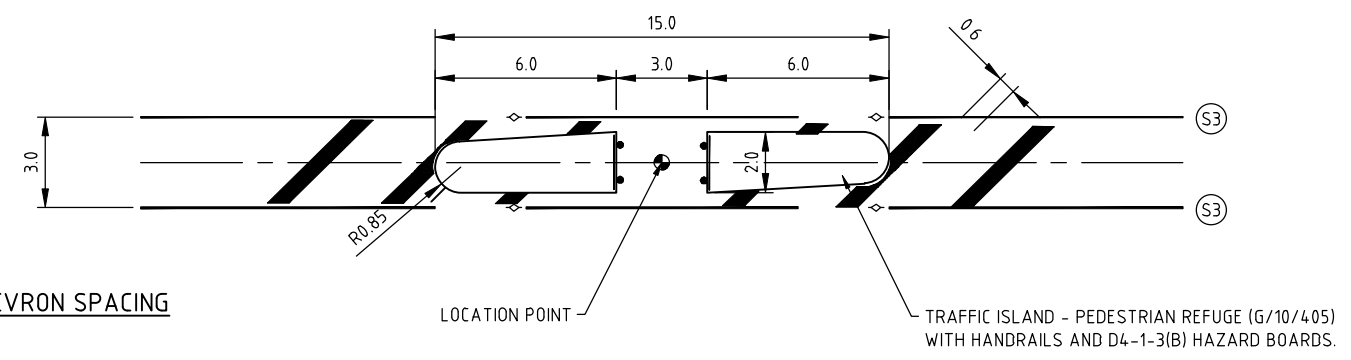 15.0
6.0
3.0
6.0
0.6
3.0
2.0
R0.85
S3
S3
EVRON SPACING
LOCATION POINT
TRAFFIC ISLAND - PEDESTRIAN REFUGE (G/10/405)
WITH HANDRAILS AND D4-1-3(B) HAZARD BOARDS.